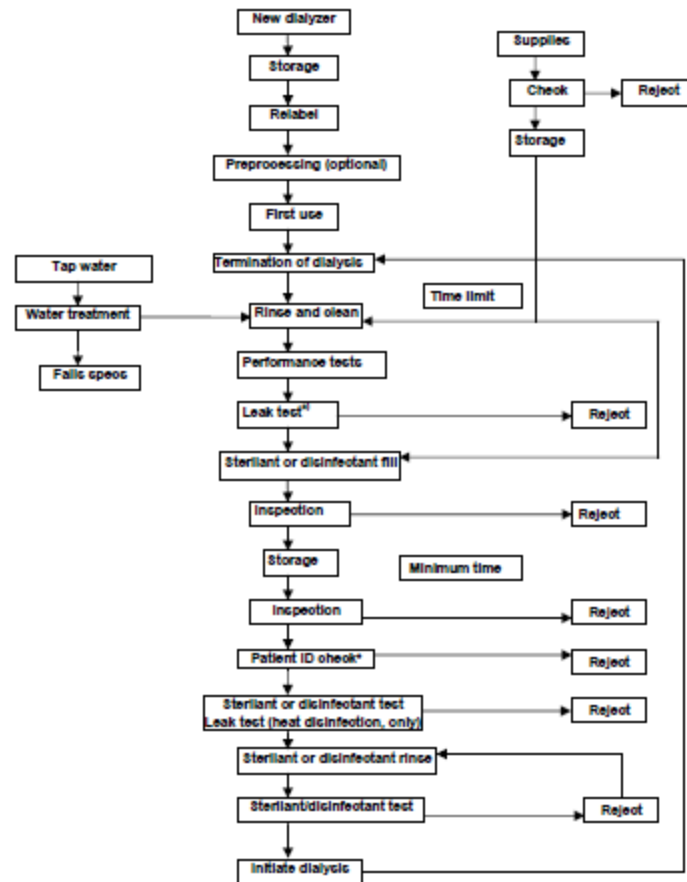 New dialyzer
Supplies
Storage
Check
Reject
Relabel
Storage
Preprocessing (optional)
First use
Tap water
Termination of dialysis
Time limit
Water treatment
Rinse and clean
Fails specs
Performance tests
Leak testᵃ⁾
Reject
Sterilant or disinfectant fill
Inspection
Reject
Storage
Minimum time
Inspection
Reject
Patient ID check*
Reject
Sterilant or disinfectant test
Leak test (heat disinfection, only)
Reject
Sterilant or disinfectant rinse
Sterilant/disinfectant test
Reject
Initiate dialysis